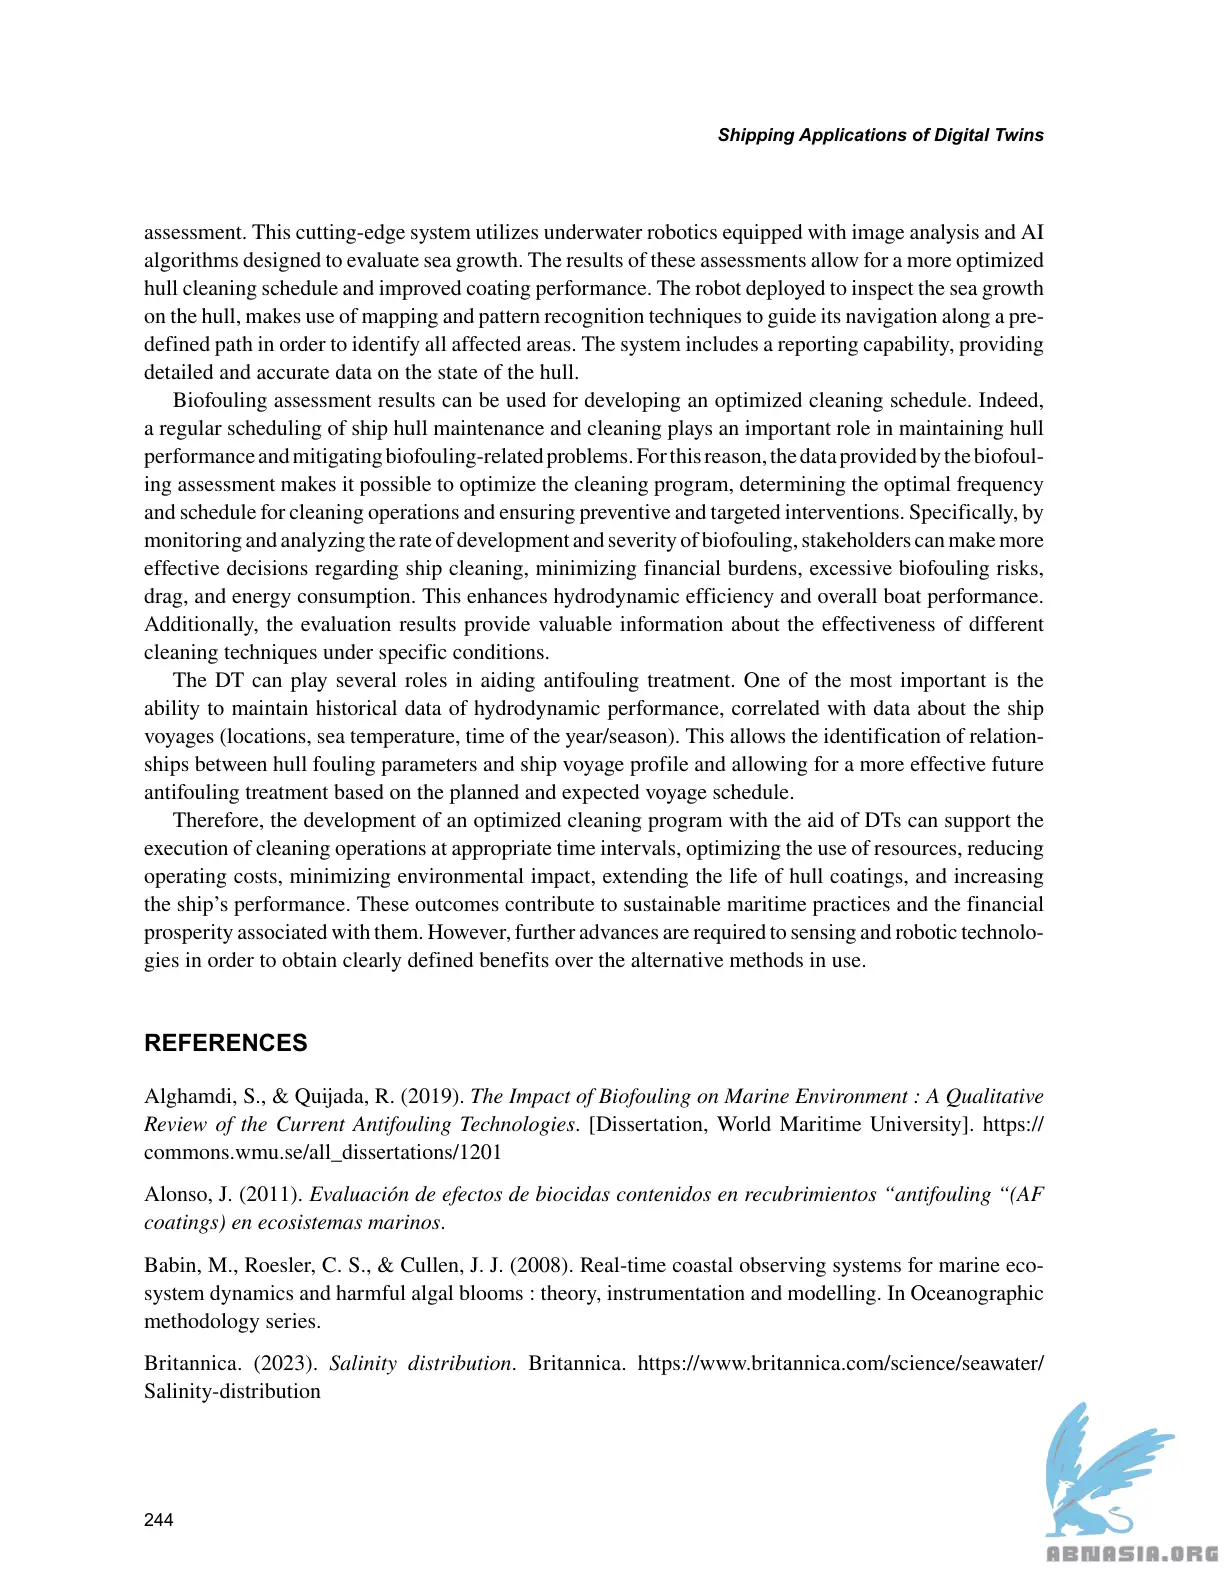 Shipping Applications of Digital Twins
assessment. This cutting-edge system utilizes underwater robotics equipped with image analysis and AI
algorithms designed to evaluate sea growth. The results of these assessments allow for a more optimized
hull cleaning schedule and improved coating performance. The robot deployed to inspect the sea growth
on the hull, makes use of mapping and pattern recognition techniques to guide its navigation along a pre-
defined path in order to identify all affected areas. The system includes a reporting capability, providing
detailed and accurate data on the state of the hull.
Biofouling assessment results can be used for developing an optimized cleaning schedule. Indeed,
a regular scheduling of ship hull maintenance and cleaning plays an important role in maintaining hull
performance and mitigating biofouling-related problems. For this reason, the data provided by the biofoul-
ing assessment makes it possible to optimize the cleaning program, determining the optimal frequency
and schedule for cleaning operations and ensuring preventive and targeted interventions. Specifically, by
monitoring and analyzing the rate of development and severity of biofouling, stakeholders can make more
effective decisions regarding ship cleaning, minimizing financial burdens, excessive biofouling risks,
drag, and energy consumption. This enhances hydrodynamic efficiency and overall boat performance.
Additionally, the evaluation results provide valuable information about the effectiveness of different
cleaning techniques under specific conditions.
The DT can play several roles in aiding antifouling treatment. One of the most important is the
ability to maintain historical data of hydrodynamic performance, correlated with data about the ship
voyages (locations, sea temperature, time of the year/season). This allows the identification of relation-
ships between hull fouling parameters and ship voyage profile and allowing for a more effective future
antifouling treatment based on the planned and expected voyage schedule.
Therefore, the development of an optimized cleaning program with the aid of DTs can support the
execution of cleaning operations at appropriate time intervals, optimizing the use of resources, reducing
operating costs, minimizing environmental impact, extending the life of hull coatings, and increasing
the ship’s performance. These outcomes contribute to sustainable maritime practices and the financial
prosperity associated with them. However, further advances are required to sensing and robotic technolo-
gies in order to obtain clearly defined benefits over the alternative methods in use.
REFERENCES
Alghamdi, S., & Quijada, R. (2019). The Impact of Biofouling on Marine Environment : A Qualitative
Review of the Current Antifouling Technologies. [Dissertation, World Maritime University]. https://
commons.wmu.se/all_dissertations/1201
Alonso, J. (2011). Evaluación de efectos de biocidas contenidos en recubrimientos “antifouling “(AF
coatings) en ecosistemas marinos.
Babin, M., Roesler, C. S., & Cullen, J. J. (2008). Real-time coastal observing systems for marine eco-
system dynamics and harmful algal blooms : theory, instrumentation and modelling. In Oceanographic
methodology series.
Britannica. (2023). Salinity distribution. Britannica. https://www.britannica.com/science/seawater/
Salinity-distribution
244
ABNASIA.ORG